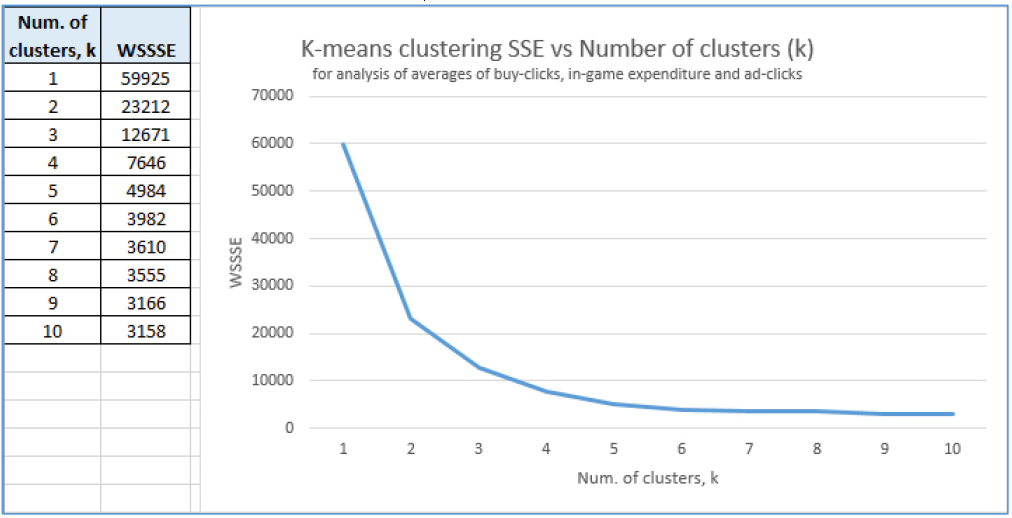 Num. of
clusters, k WSSSE
1 59925
2 23212
3 12671
4 7646
5 4984
6 3982
7 3610
8 3555
9 3166
10 3158
K-means clustering SSE vs Number of clusters (k)
for analysis of averages of buy-clicks, in-game expenditure and ad-clicks
70000
60000
50000
40000
30000
20000
10000
0
WSSSE
1 2 3 4 5 6 7 8 9 10
Num. of clusters, k